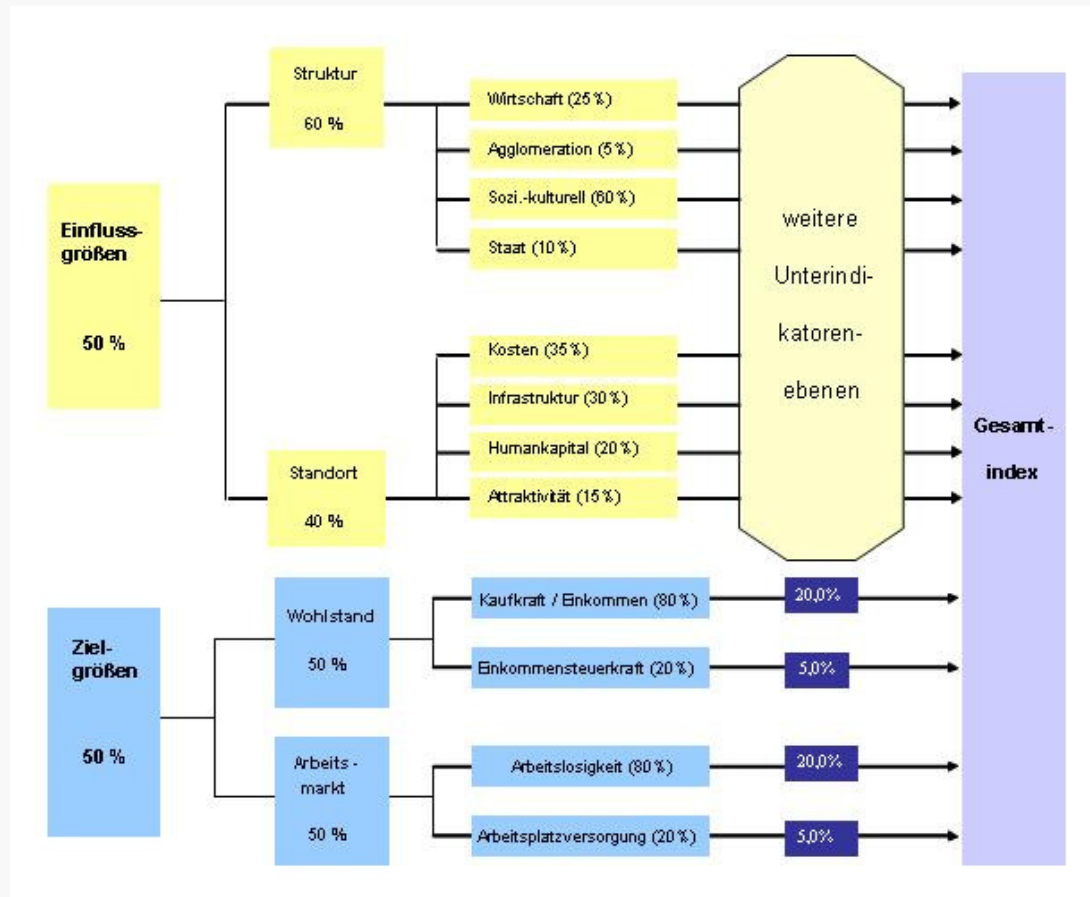 Struktur
60 %
Wirtschaft (25%)
Agglomeration (5%)
Sozi.-kulturell (60%)
Staat (10%)
Einfluss-
größen
50 %
Kosten (35%)
Infrastruktur (30%)
Humankapital (20%)
Attraktivität (15%)
Standort
40 %
weitere
Unterindi-
katoren-
ebenen
Gesamt-
index
Ziel-
größen
50 %
Wohlstand
50 %
Kaufkraft / Einkommen (80%)
20,0%
Einkommensteuerkraft (20%)
5,0%
Arbeits-
markt
50 %
Arbeitslosigkeit (80%)
20,0%
Arbeitsplatzversorgung (20%)
5,0%